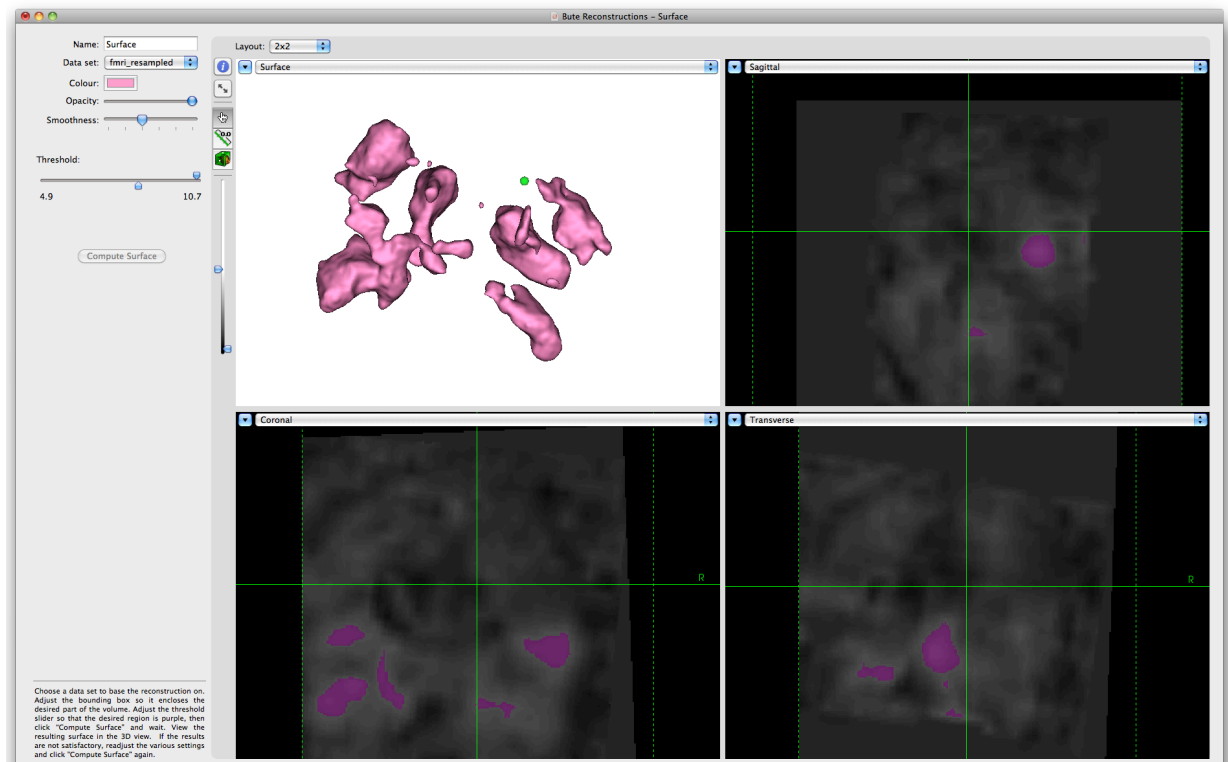 Bute Reconstructions - Surface
Name: Surface
Data set: fmri_resampled
Colour:
Opacity:
Smoothness:
Threshold:
4.9 10.7
Compute Surface
Choose a data set to base the reconstruction on.
Adjust the bounding box so it encloses the
desired part of the volume. Adjust the threshold
slider so that the desired region is purple, then
click "Compute Surface" and wait. View the
resulting surface in the 3D view. If the results
are not satisfactory, readjust the various settings
and click "Compute Surface" again.
Layout: 2x2
Surface
Sagittal
Coronal
R
Transverse
R